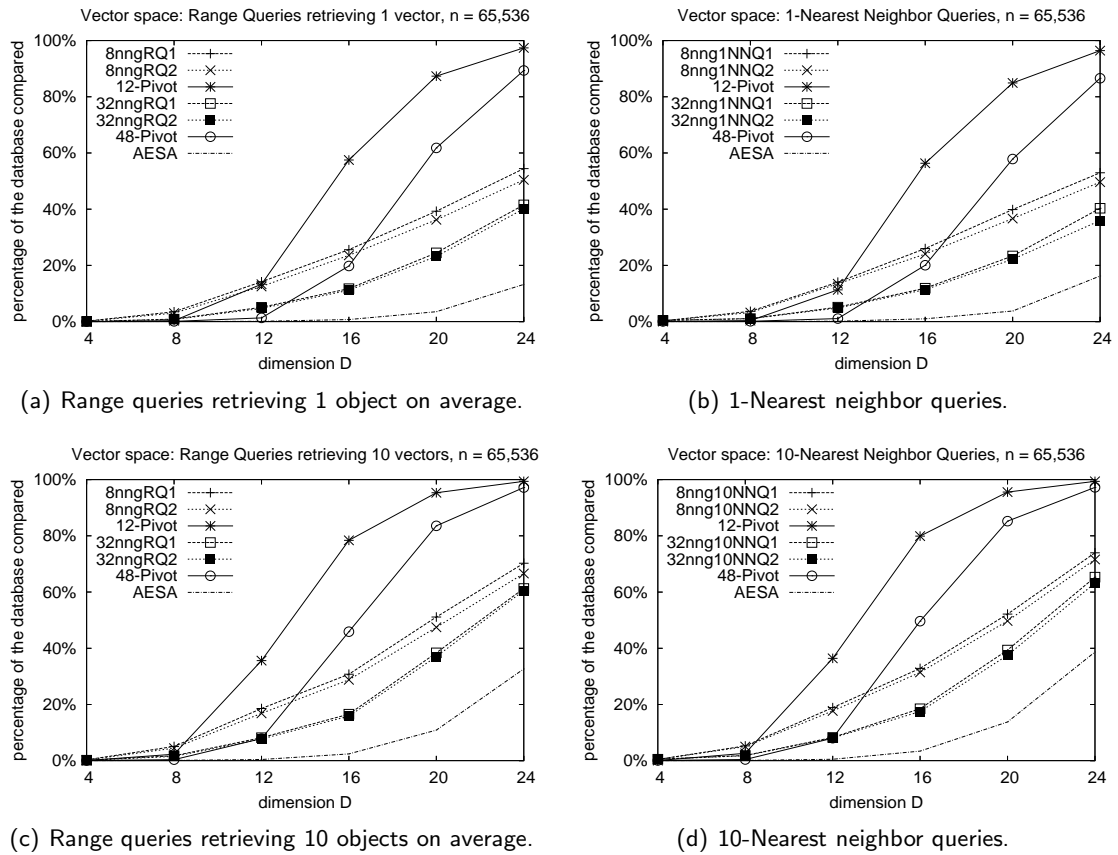 Vector space: Range Queries retrieving 1 vector, n = 65,536
percentage of the database compared
100%
80%
60%
40%
20%
0%
8nngRQ1
8nngRQ2
12-Pivot
32nngRQ1
32nngRQ2
48-Pivot
AESA
4 8 12 16 20 24
dimension D
(a) Range queries retrieving 1 object on average.
Vector space: 1-Nearest Neighbor Queries, n = 65,536
percentage of the database compared
100%
80%
60%
40%
20%
0%
8nng1NNQ1
8nng1NNQ2
12-Pivot
32nng1NNQ1
32nng1NNQ2
48-Pivot
AESA
4 8 12 16 20 24
dimension D
(b) 1-Nearest neighbor queries.
Vector space: Range Queries retrieving 10 vectors, n = 65,536
percentage of the database compared
100%
80%
60%
40%
20%
0%
8nngRQ1
8nngRQ2
12-Pivot
32nngRQ1
32nngRQ2
48-Pivot
AESA
4 8 12 16 20 24
dimension D
(c) Range queries retrieving 10 objects on average.
Vector space: 10-Nearest Neighbor Queries, n = 65,536
percentage of the database compared
100%
80%
60%
40%
20%
0%
8nng10NNQ1
8nng10NNQ2
12-Pivot
32nng10NNQ1
32nng10NNQ2
48-Pivot
AESA
4 8 12 16 20 24
dimension D
(d) 10-Nearest neighbor queries.